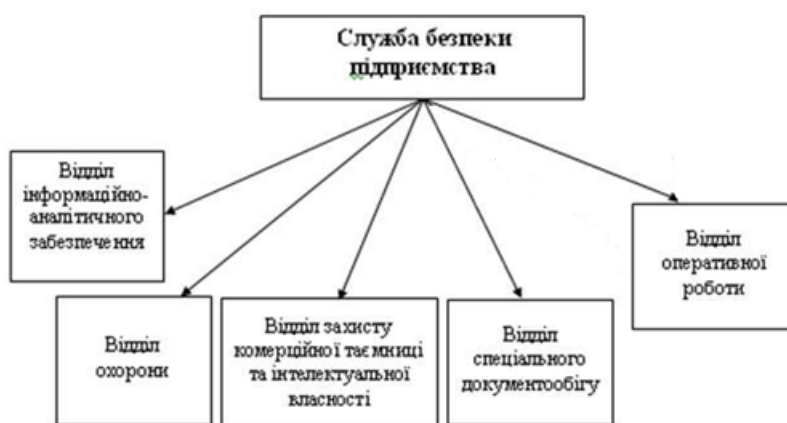 Служба безпеки
підприємства
Відділ
інформаційно-
аналітичного
забезпечення
Відділ
оперативної
роботи
Відділ
охорони
Відділ захисту
комерційної таємниці
та інтелектуальної
власності
Відділ
спеціального
документообігу